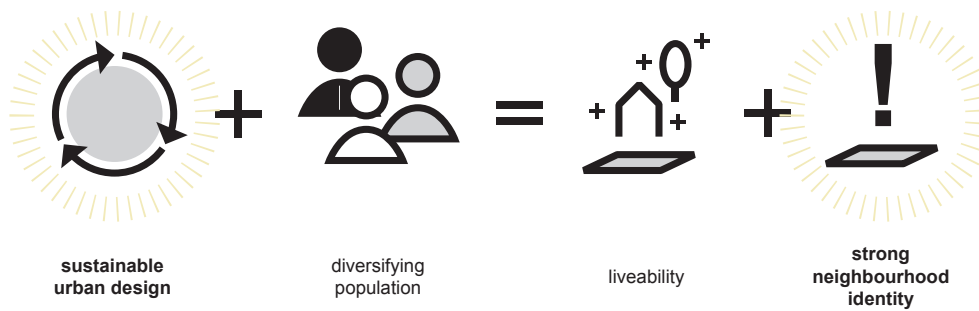 sustainable
urban design
diversifying
population
liveability
strong
neighbourhood
identity